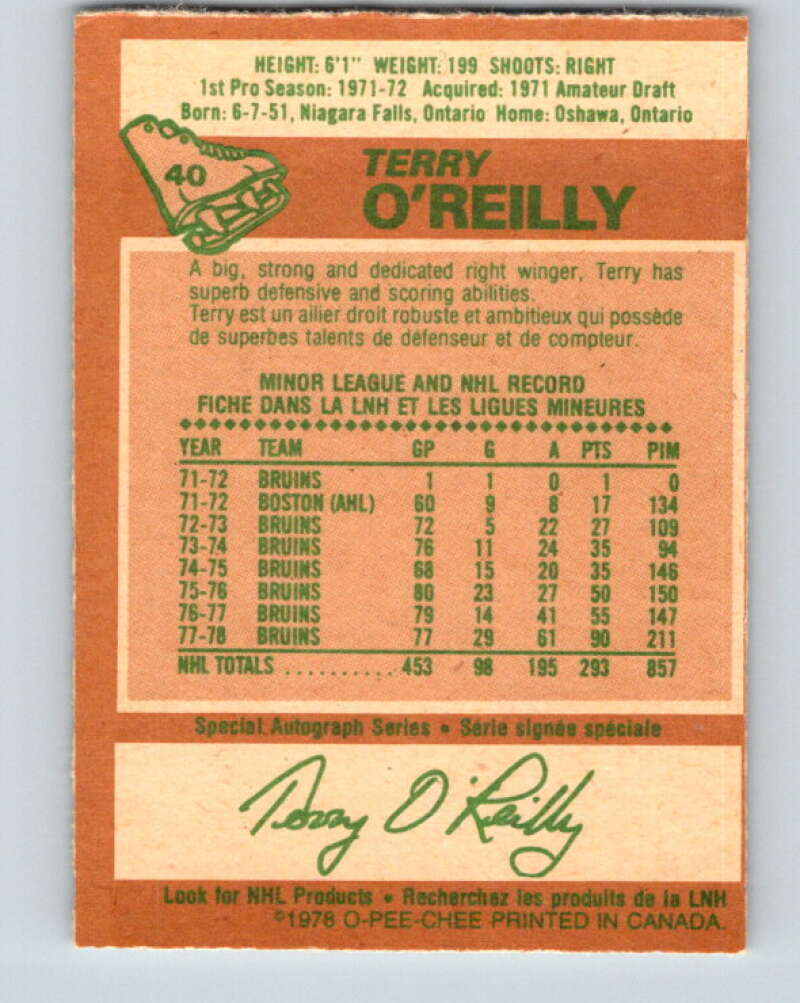 HEIGHT: 6'1" WEIGHT: 199 SHOOTS: RIGHT
1st Pro Season: 1971-72 Acquired: 1971 Amateur Draft
Born: 6-7-51, Niagara Falls, Ontario Home: Oshawa, Ontario
40
TERRY
O'REILLY
A big, strong and dedicated right winger, Terry has
superb defensive and scoring abilities.
Terry est un ailier droit robuste et ambitieux qui possède
de superbes talents de défenseur et de compteur.
MINOR LEAGUE AND NHL RECORD
FICHE DANS LA LNH ET LES LIGUES MINEURES
YEAR TEAM GP G A PTS PIM
71-72 BRUINS 1 1 0 1 0
71-72 BOSTON (AHL) 60 9 8 17 134
72-73 BRUINS 72 5 22 27 109
73-74 BRUINS 76 11 24 35 94
74-75 BRUINS 68 15 20 35 146
75-76 BRUINS 80 23 27 50 150
76-77 BRUINS 79 14 41 55 147
77-78 BRUINS 77 29 61 90 211
NHL TOTALS ........... 453 98 195 293 857
Special Autograph Series • Série signée spéciale
Terry O'Reilly
Look for NHL Products • Recherchez les produits de la LNH
©1978 O-PEE-CHEE PRINTED IN CANADA.